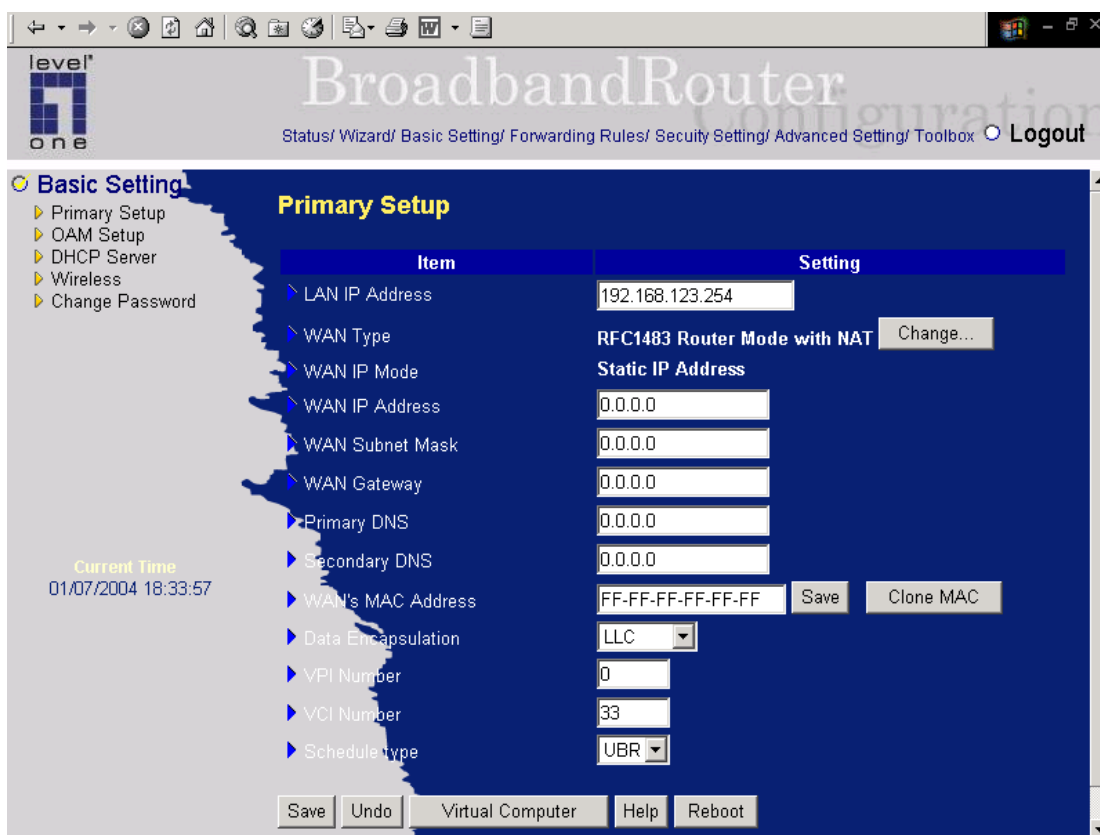 level
one
BroadbandRouter
Configuration
Status/ Wizard/ Basic Setting/ Forwarding Rules/ Secuity Setting/ Advanced Setting/ Toolbox Logout
Basic Setting
Primary Setup
OAM Setup
DHCP Server
Wireless
Change Password
Current Time
01/07/2004 18:33:57
Primary Setup
Item Setting
LAN IP Address 192.168.123.254
WAN Type RFC1483 Router Mode with NAT Change...
WAN IP Mode Static IP Address
WAN IP Address 0.0.0.0
WAN Subnet Mask 0.0.0.0
WAN Gateway 0.0.0.0
Primary DNS 0.0.0.0
Secondary DNS 0.0.0.0
WAN's MAC Address FF-FF-FF-FF-FF-FF Save Clone MAC
Data Encapsulation LLC
VPI Number 0
VCI Number 33
Schedule type UBR
Save Undo Virtual Computer Help Reboot